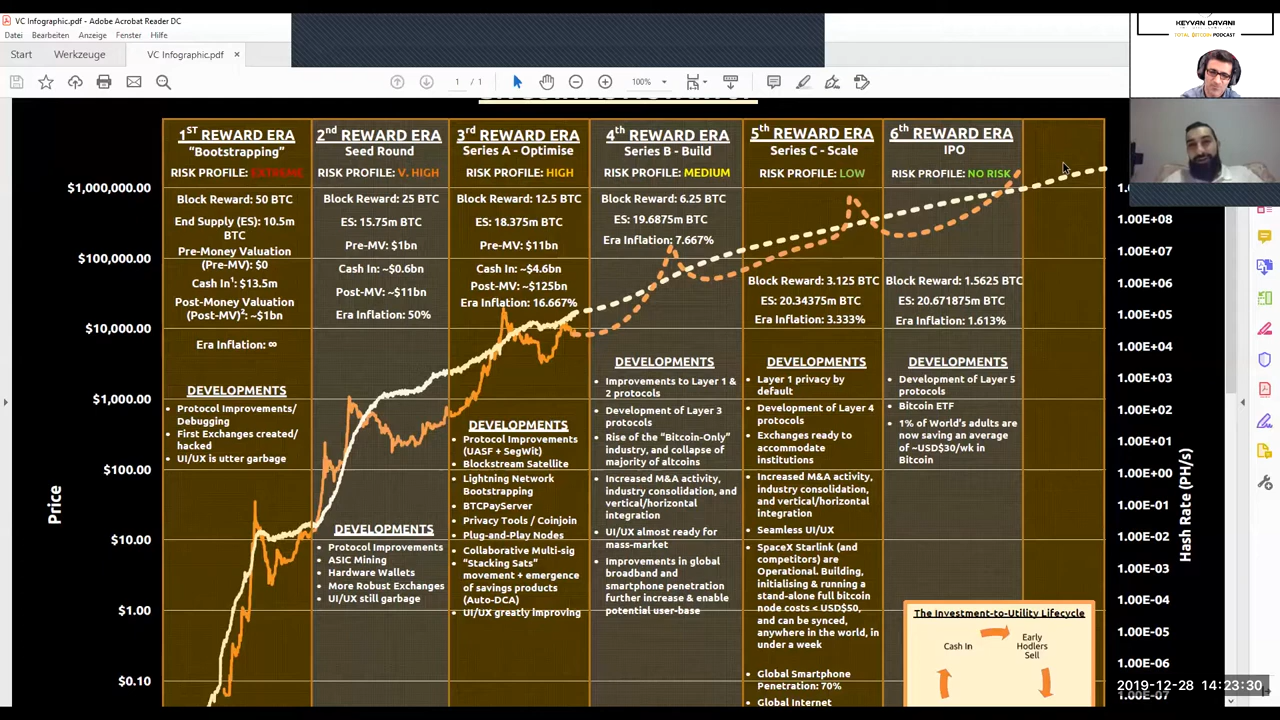 VC Infographic.pdf - Adobe Acrobat Reader DC
Datei Bearbeiten Anzeige Fenster Hilfe
Start Werkzeuge VC Infographic.pdf ×
1 / 1 100%
KEYVAN DAVANI
TOTAL BITCOIN PODCAST
1ST REWARD ERA
"Bootstrapping"
RISK PROFILE: EXTREME
Block Reward: 50 BTC
End Supply (ES): 10.5m
BTC
Pre-Money Valuation
(Pre-MV): $0
Cash In¹: $13.5m
Post-Money Valuation
(Post-MV)²: ~$1bn
Era Inflation: ∞
DEVELOPMENTS
• Protocol Improvements/
Debugging
• First Exchanges created/
hacked
• UI/UX is utter garbage
2nd REWARD ERA
Seed Round
RISK PROFILE: V. HIGH
Block Reward: 25 BTC
ES: 15.75m BTC
Pre-MV: $1bn
Cash In: ~$0.6bn
Post-MV: ~$11bn
Era Inflation: 50%
DEVELOPMENTS
• Protocol Improvements
• ASIC Mining
• Hardware Wallets
• More Robust Exchanges
• UI/UX still garbage
3rd REWARD ERA
Series A - Optimise
RISK PROFILE: HIGH
Block Reward: 12.5 BTC
ES: 18.375m BTC
Pre-MV: $11bn
Cash In: ~$4.6bn
Post-MV: ~$125bn
Era Inflation: 16.667%
DEVELOPMENTS
• Protocol Improvements
(UASF + SegWit)
• Blockstream Satellite
• Lightning Network
Bootstrapping
• BTCPayServer
• Privacy Tools / Coinjoin
• Plug-and-Play Nodes
• Collaborative Multi-sig
• "Stacking Sats"
movement + emergence
of savings products
(Auto-DCA)
• UI/UX greatly improving
4th REWARD ERA
Series B - Build
RISK PROFILE: MEDIUM
Block Reward: 6.25 BTC
ES: 19.6875m BTC
Era Inflation: 7.667%
DEVELOPMENTS
• Improvements to Layer 1 &
2 protocols
• Development of Layer 3
protocols
• Rise of the "Bitcoin-Only"
industry, and collapse of
majority of altcoins
• Increased M&A activity,
industry consolidation, and
vertical/horizontal
integration
• UI/UX almost ready for
mass-market
• Improvements in global
broadband and
smartphone penetration
further increase & enable
potential user-base
5th REWARD ERA
Series C - Scale
RISK PROFILE: LOW
Block Reward: 3.125 BTC
ES: 20.34375m BTC
Era Inflation: 3.333%
DEVELOPMENTS
• Layer 1 privacy by
default
• Development of Layer 4
protocols
• Exchanges ready to
accommodate
institutions
• Increased M&A activity,
industry consolidation,
and vertical/horizontal
integration
• Seamless UI/UX
• SpaceX Starlink (and
competitors) are
Operational. Building,
initialising & running a
stand-alone full bitcoin
node costs < USD$50,
and can be synced,
anywhere in the world, in
under a week
• Global Smartphone
Penetration: 70%
• Global Internet
6th REWARD ERA
IPO
RISK PROFILE: NO RISK
Block Reward: 1.5625 BTC
ES: 20.671875m BTC
Era Inflation: 1.613%
DEVELOPMENTS
• Development of Layer 5
protocols
• Bitcoin ETF
• 1% of World's adults are
now saving an average
of ~USD$30/wk in
Bitcoin
The Investment-to-Utility Lifecycle
Cash In
Early
Hodlers
Sell
Price
$1,000,000.00
$100,000.00
$10,000.00
$1,000.00
$100.00
$10.00
$1.00
$0.10
Hash Rate (PH/s)
1.00E+08
1.00E+07
1.00E+06
1.00E+05
1.00E+04
1.00E+03
1.00E+02
1.00E+01
1.00E+00
1.00E-01
1.00E-02
1.00E-03
1.00E-04
1.00E-05
1.00E-06
1.00E-07
2019-12-28 14:23:30